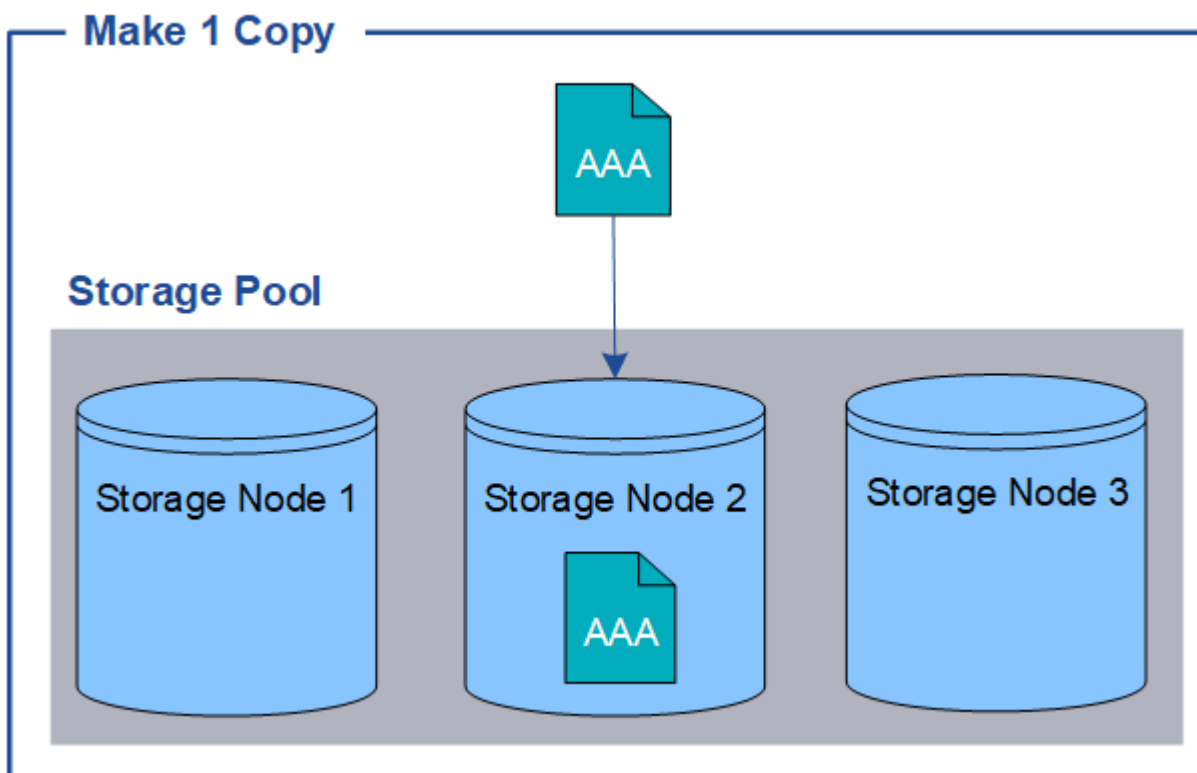 Make 1 Copy
AAA
Storage Pool
Storage Node 1
Storage Node 2
Storage Node 3
AAA